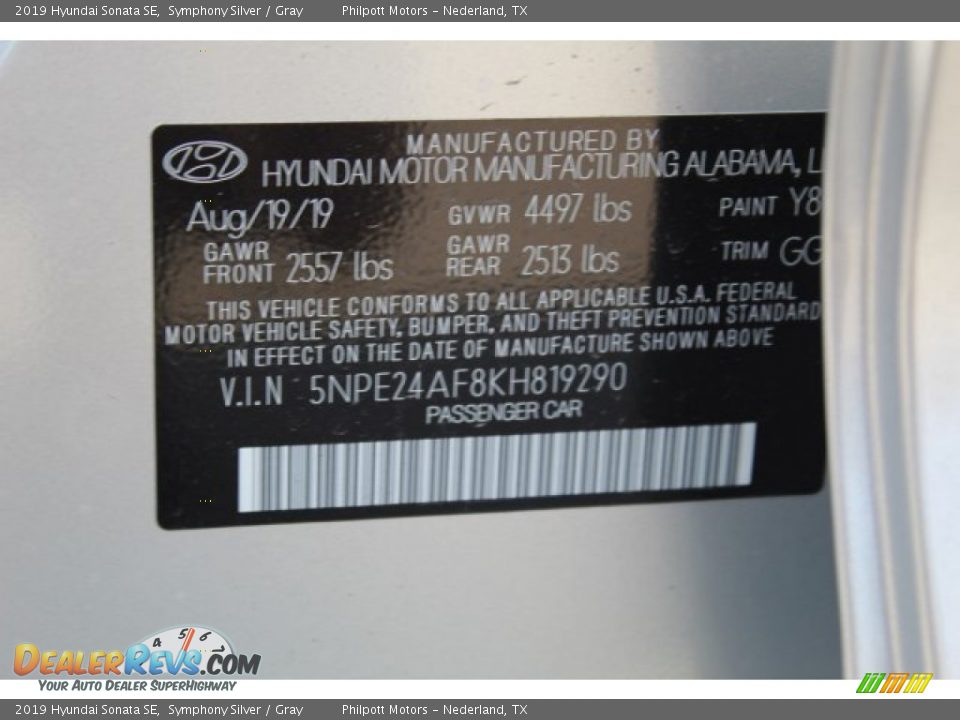 2019 Hyundai Sonata SE, Symphony Silver / Gray Philpott Motors - Nederland, TX
MANUFACTURED BY
HYUNDAI MOTOR MANUFACTURING ALABAMA, L
Aug/19/19 GVWR 4497 lbs PAINT Y8
GAWR FRONT 2557 lbs GAWR REAR 2513 lbs TRIM GG
THIS VEHICLE CONFORMS TO ALL APPLICABLE U.S.A. FEDERAL
MOTOR VEHICLE SAFETY, BUMPER, AND THEFT PREVENTION STANDARD
IN EFFECT ON THE DATE OF MANUFACTURE SHOWN ABOVE
V.I.N 5NPE24AF8KH819290
PASSENGER CAR
4 5 6
DEALERREVS.COM
YOUR AUTO DEALER SUPERHIGHWAY
2019 Hyundai Sonata SE, Symphony Silver / Gray Philpott Motors - Nederland, TX